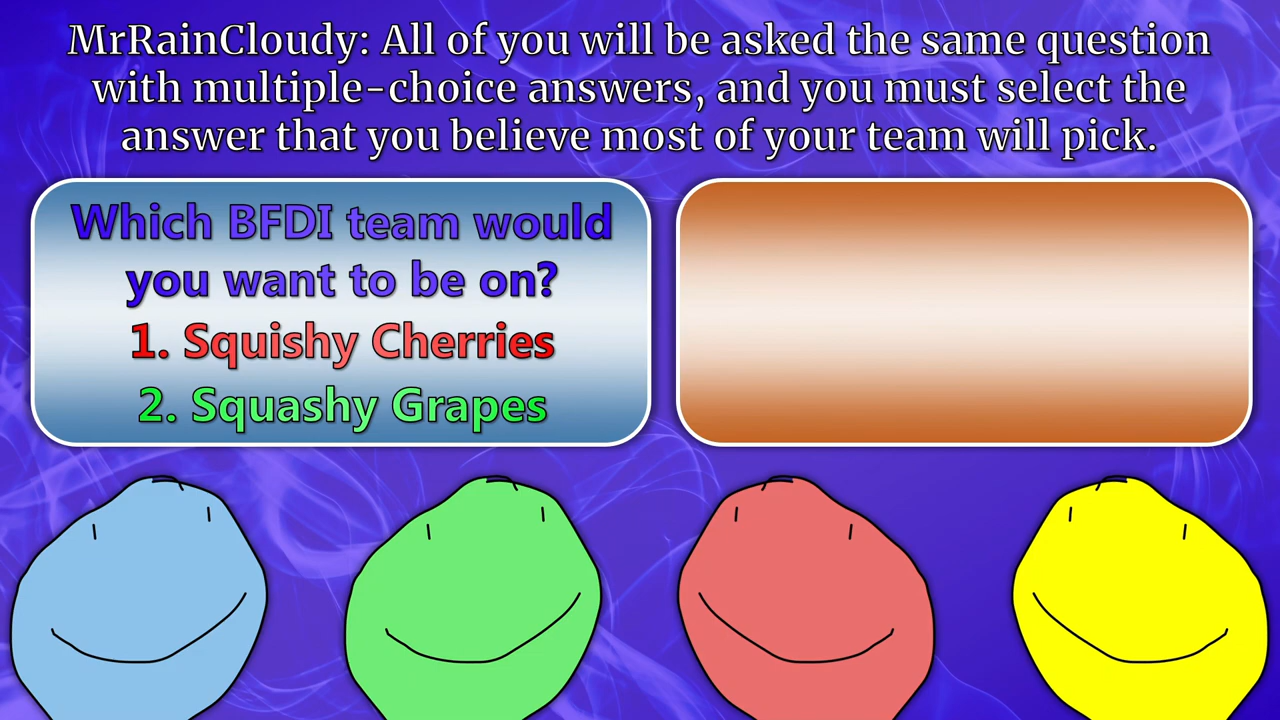 MrRainCloudy: All of you will be asked the same question
with multiple-choice answers, and you must select the
answer that you believe most of your team will pick.
Which BFDI team would
you want to be on?
1. Squishy Cherries
2. Squashy Grapes